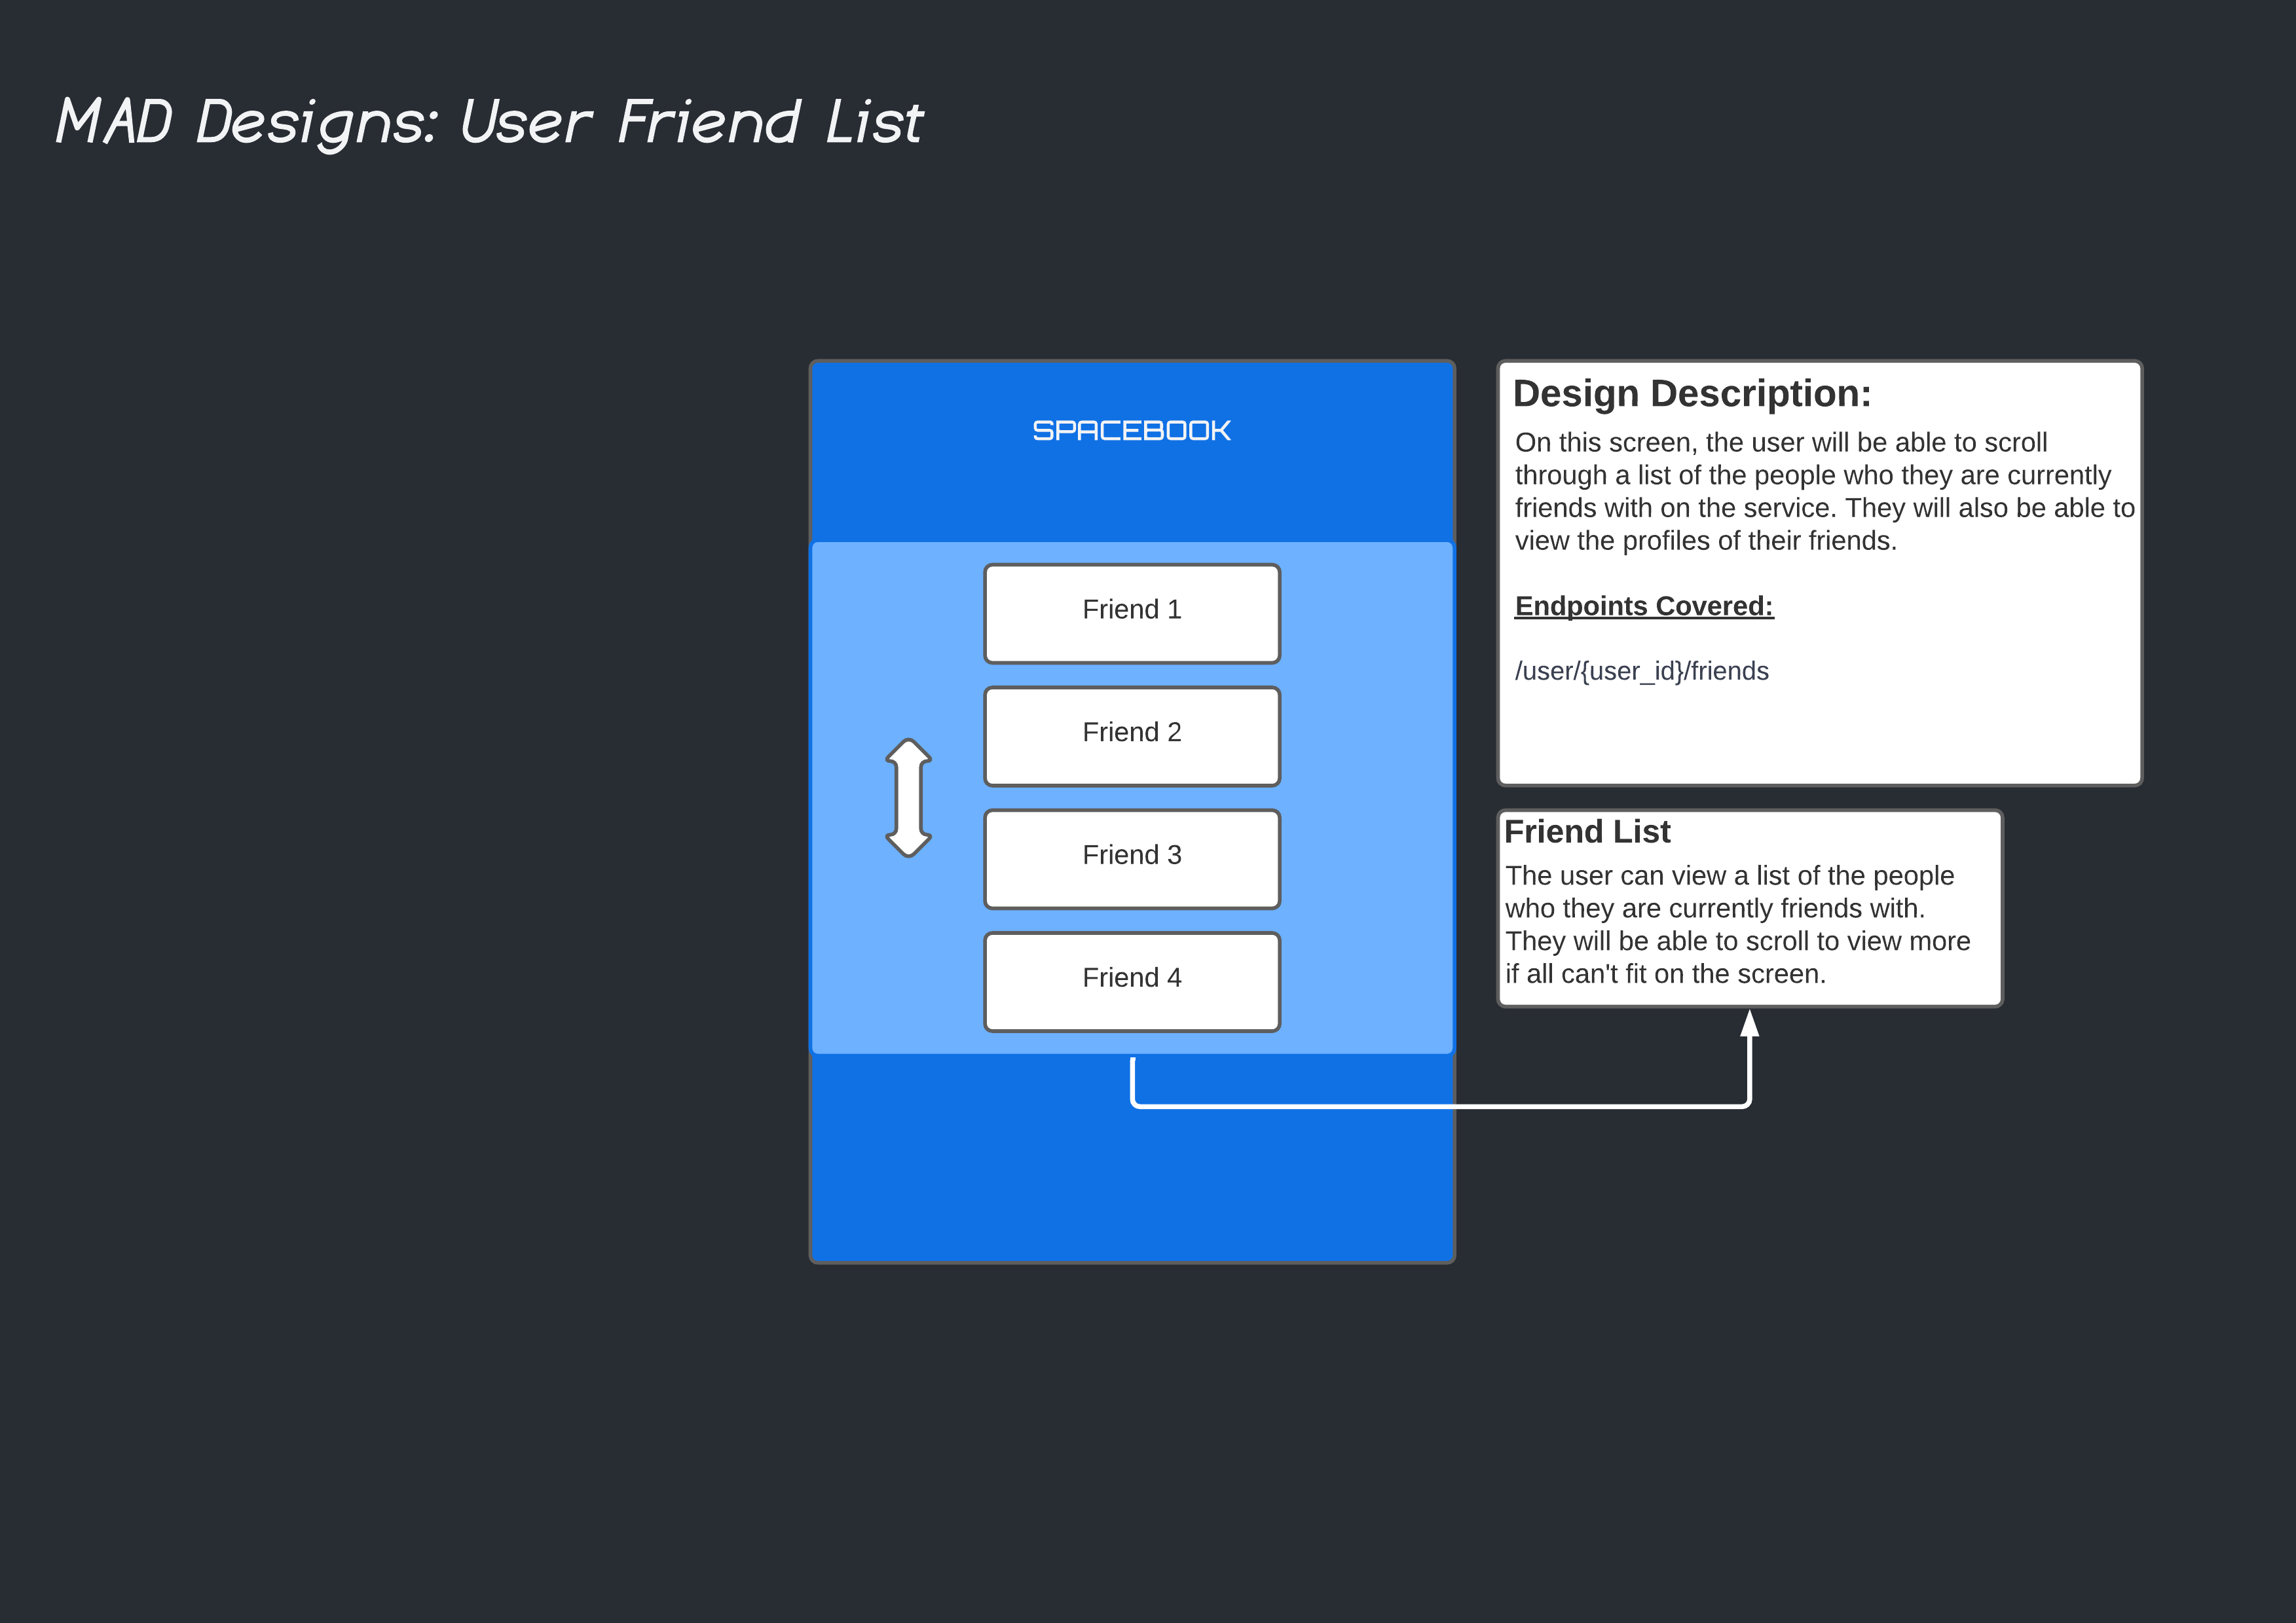 MAD Designs: User Friend List
SPACEBOOK
Friend 1
Friend 2
Friend 3
Friend 4
Design Description:
On this screen, the user will be able to scroll
through a list of the people who they are currently
friends with on the service. They will also be able to
view the profiles of their friends.
Endpoints Covered:
/user/{user_id}/friends
Friend List
The user can view a list of the people
who they are currently friends with.
They will be able to scroll to view more
if all can't fit on the screen.